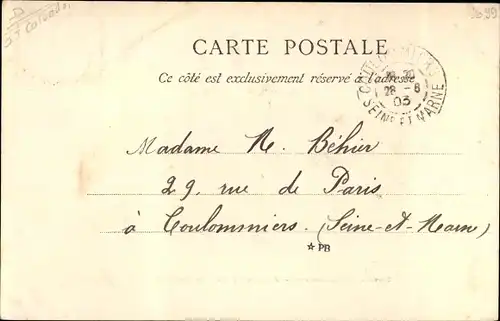 CARTE POSTALE
Ce côté est exclusivement réservé à l'adresse
28 -8
03
SEINE ET MARNE
Madame N. Béhier
29, rue de Paris
à Coulommiers (Seine-et-Marne)
☆ PB